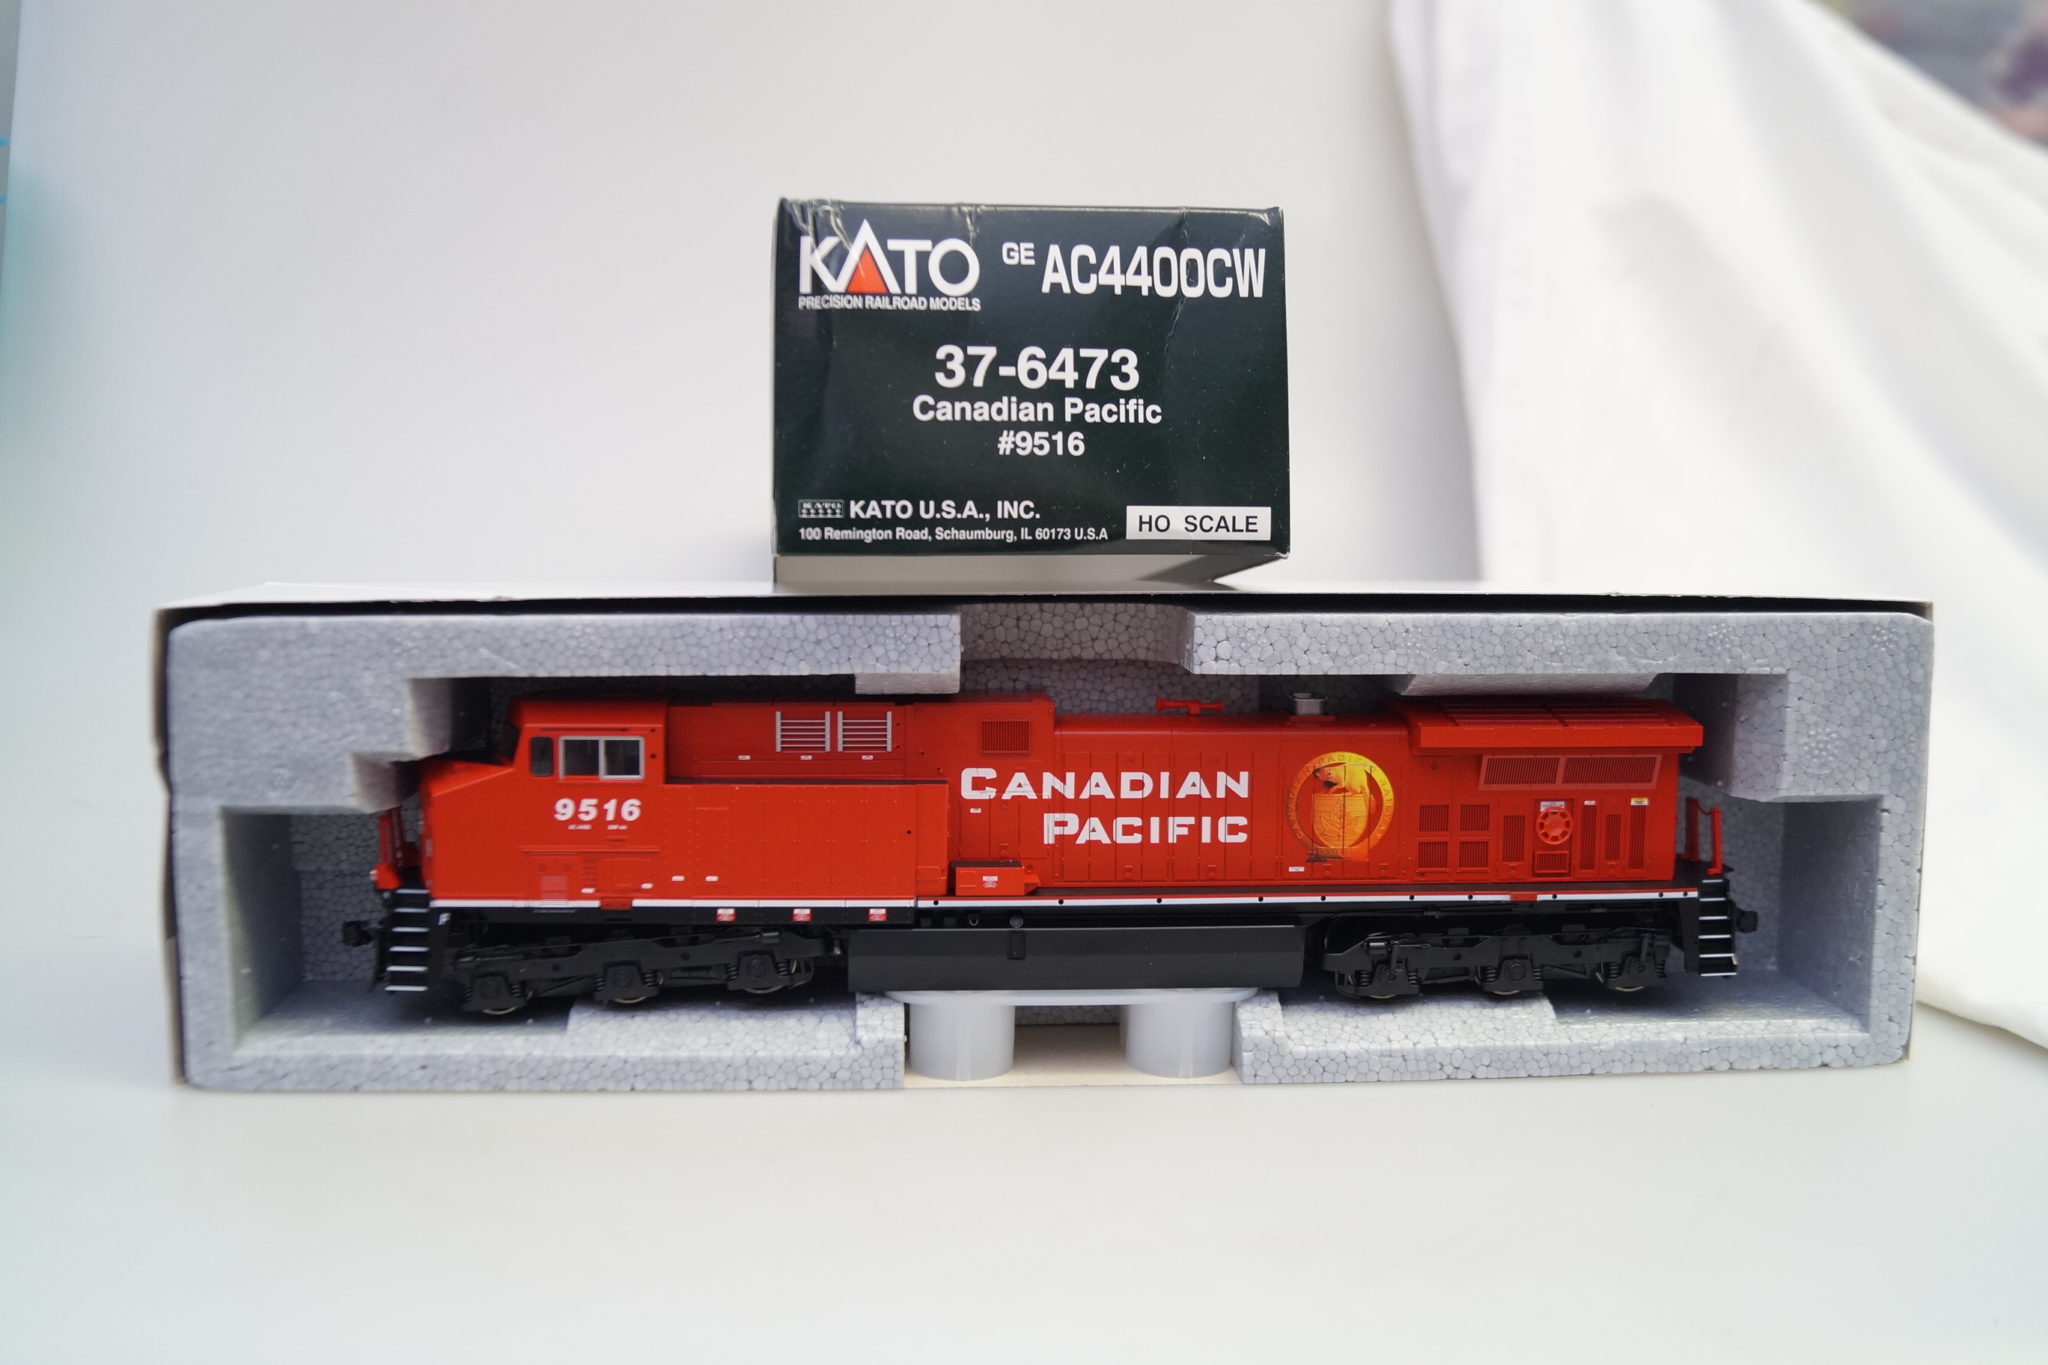 KATO
PRECISION RAILROAD MODELS
GE AC4400CW
37-6473
Canadian Pacific
#9516
KATO
KATO U.S.A., INC.
100 Remington Road, Schaumburg, IL 60173 U.S.A
HO SCALE
9516
CANADIAN
PACIFIC